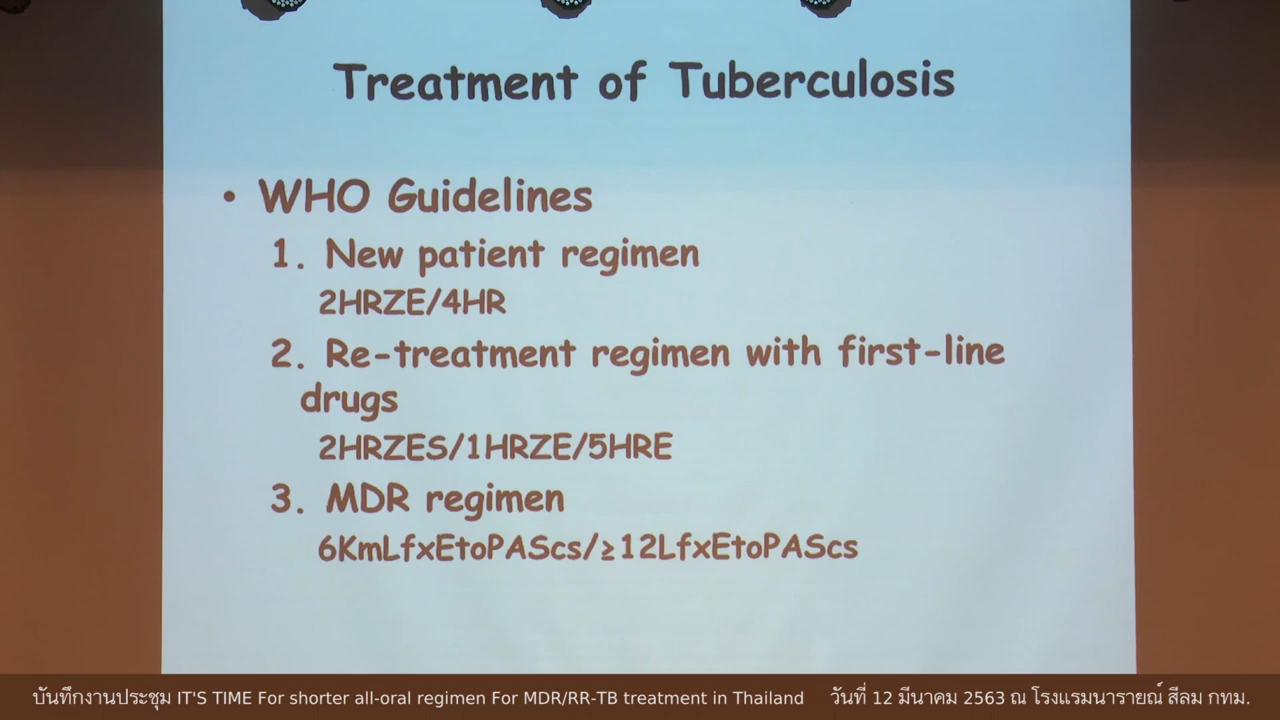 Treatment of Tuberculosis
• WHO Guidelines
1. New patient regimen
2HRZE/4HR
2. Re-treatment regimen with first-line
drugs
2HRZES/1HRZE/5HRE
3. MDR regimen
6KmLfxEtoPAScs/≥12LfxEtoPAScs
บันทึกงานประชุม IT'S TIME For shorter all-oral regimen For MDR/RR-TB treatment in Thailand วันที่ 12 มีนาคม 2563 ณ โรงแรมนารายณ์ สีลม กทม.